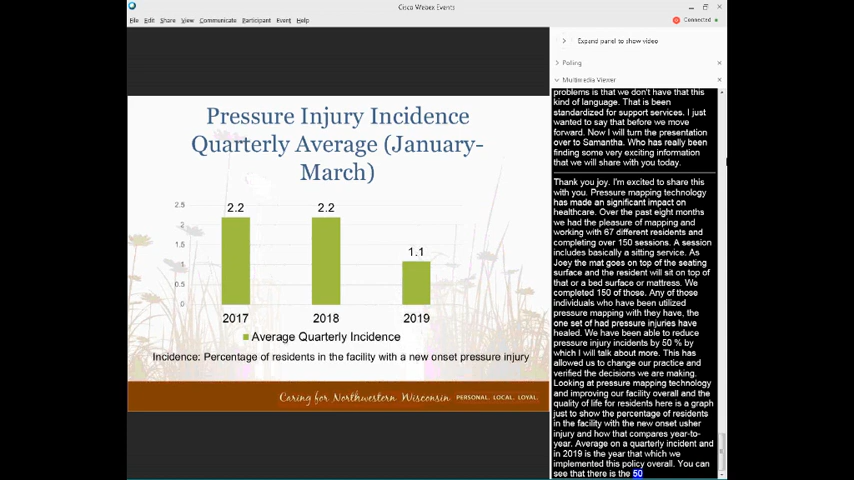 Cisco Webex Events
File Edit Share View Communicate Participant Event Help
Connected
Expand panel to show video
Polling
Multimedia Viewer
Pressure Injury Incidence
Quarterly Average (January-
March)
2.5
2
1.5
1
0.5
0
2.2
2.2
1.1
2017
2018
2019
Average Quarterly Incidence
Incidence: Percentage of residents in the facility with a new onset pressure injury
Caring for Northwestern Wisconsin PERSONAL. LOCAL. LOYAL.
problems is that we don't have that this
kind of language. That is been
standardized for support services. I just
wanted to say that before we move
forward. Now I will turn the presentation
over to Samantha. Who has really been
finding some very exciting information
that we will share with you today.
Thank you joy. I'm excited to share this
with you. Pressure mapping technology
has made an significant impact on
healthcare. Over the past eight months
we had the pleasure of mapping and
working with 67 different residents and
completing over 150 sessions. A session
includes basically a sitting service. As
Joey the mat goes on top of the seating
surface and the resident will sit on top of
that or a bed surface or mattress. We
completed 150 of those. Any of those
individuals who have been utilized
pressure mapping with they have, the
one set of had pressure injuries have
healed. We have been able to reduce
pressure injury incidents by 50 % by
which I will talk about more. This has
allowed us to change our practice and
verified the decisions we are making.
Looking at pressure mapping technology
and improving our facility overall and the
quality of life for residents here is a graph
just to show the percentage of residents
in the facility with the new onset usher
injury and how that compares year-to-
year. Average on a quarterly incident and
in 2019 is the year that which we
implemented this policy overall. You can
see that there is the 50